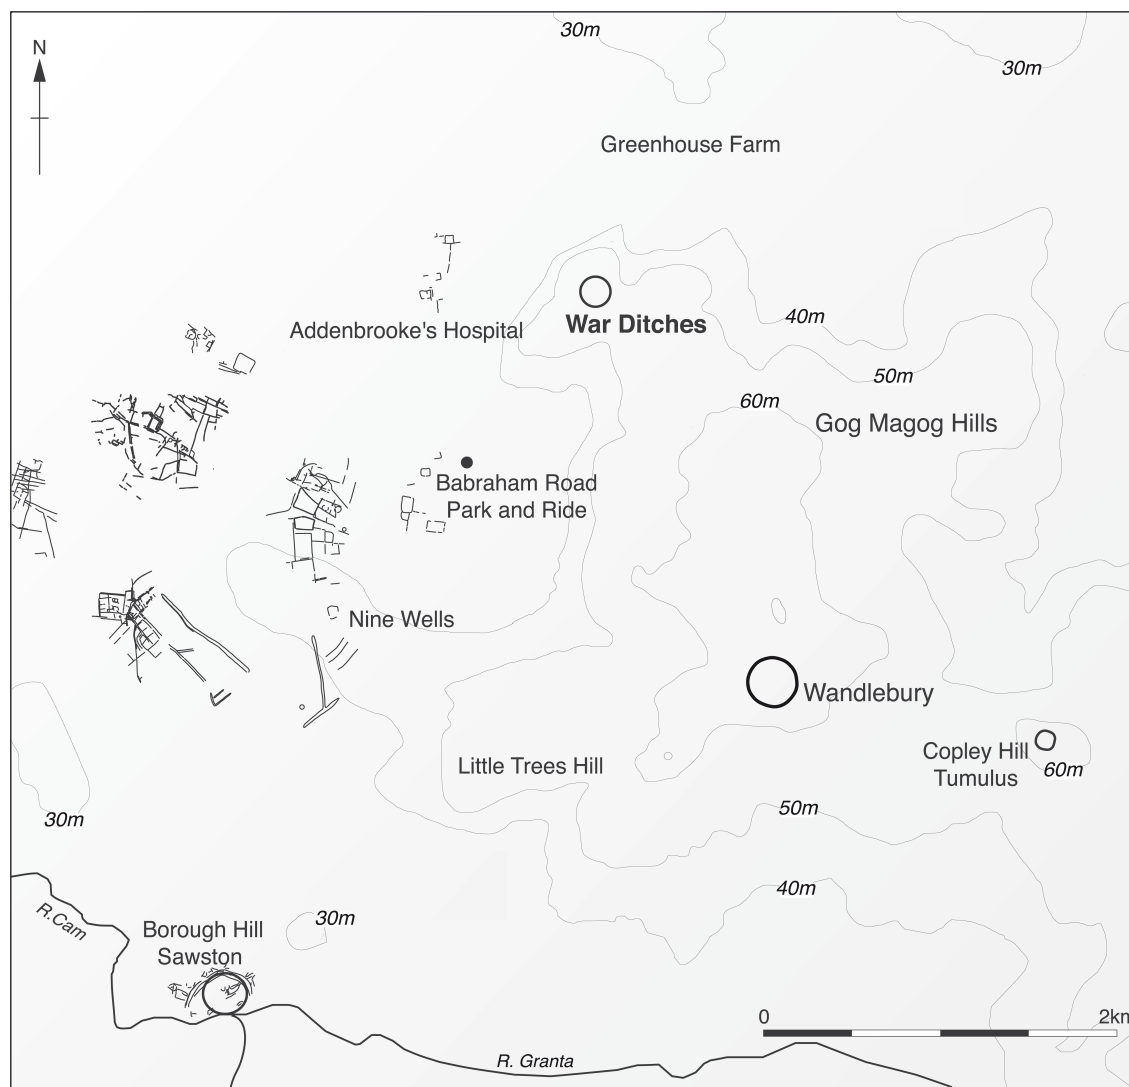 30m
N
30m
Greenhouse Farm
40m
War Ditches
Addenbrooke's Hospital
50m
60m
Gog Magog Hills
Babraham Road
Park and Ride
Nine Wells
Wandlebury
Copley Hill
Tumulus
60m
Little Trees Hill
50m
30m
40m
R.Cam
30m
Borough Hill
Sawston
0
2km
R. Granta